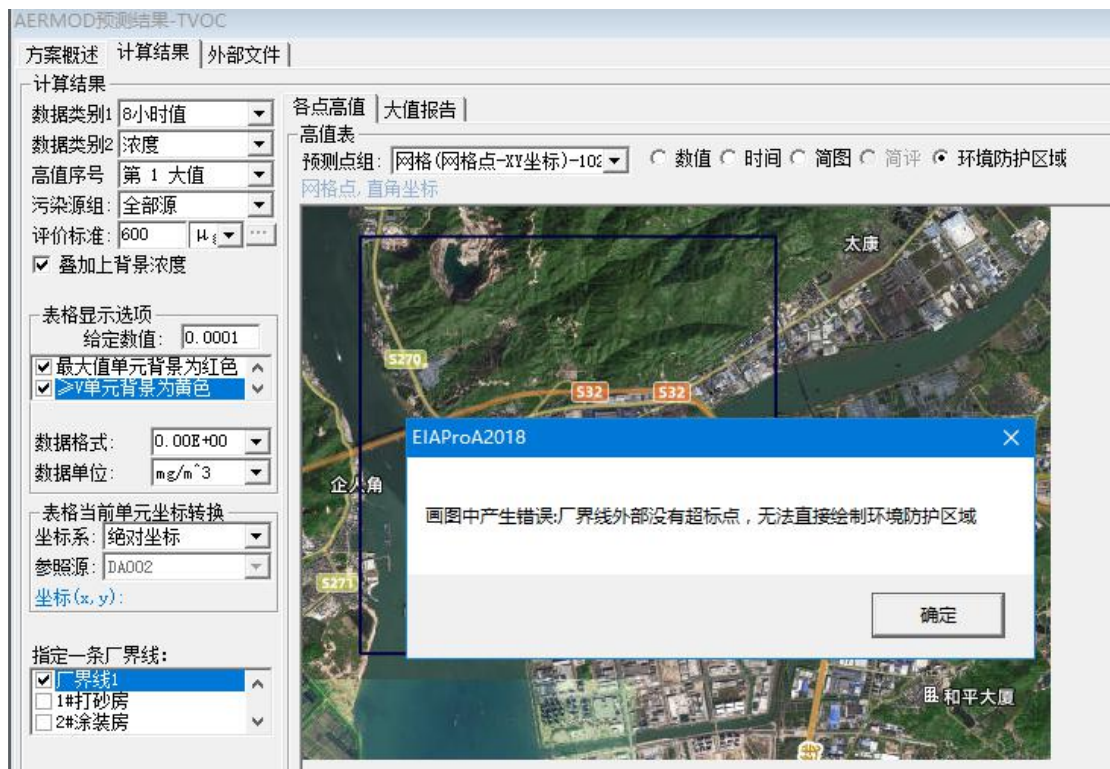 AERMOD预测结果-TVOC
方案概述 计算结果 外部文件
计算结果
数据类别1 8小时值
数据类别2 浓度
高值序号 第 1 大值
污染源组: 全部源
评价标准: 600 μg ...
叠加上背景浓度
表格显示选项
给定数值: 0.0001
最大值单元背景为红色
≥V单元背景为黄色
数据格式: 0.00E+00
数据单位: mg/m^3
表格当前单元坐标转换
坐标系: 绝对坐标
参照源: DA002
坐标(x,y):
指定一条厂界线:
厂界线1
1#打砂房
2#涂装房
各点高值 大值报告
高值表
预测点组: 网格(网格点-XY坐标)-102 数值 时间 简图 简评 环境防护区域
网格点,直角坐标
太康
S270
S32 S32
企人角
S271
和平大厦
EIAProA2018
画图中产生错误:厂界线外部没有超标点，无法直接绘制环境防护区域
确定